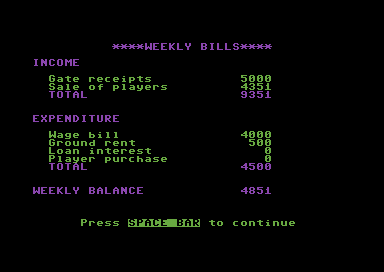 ****WEEKLY BILLS****
INCOME
Gate receipts 5000
Sale of players 4351
TOTAL 9351
EXPENDITURE
Wage bill 4000
Ground rent 500
Loan interest 0
Player purchase 0
TOTAL 4500
WEEKLY BALANCE 4851
Press SPACE BAR to continue